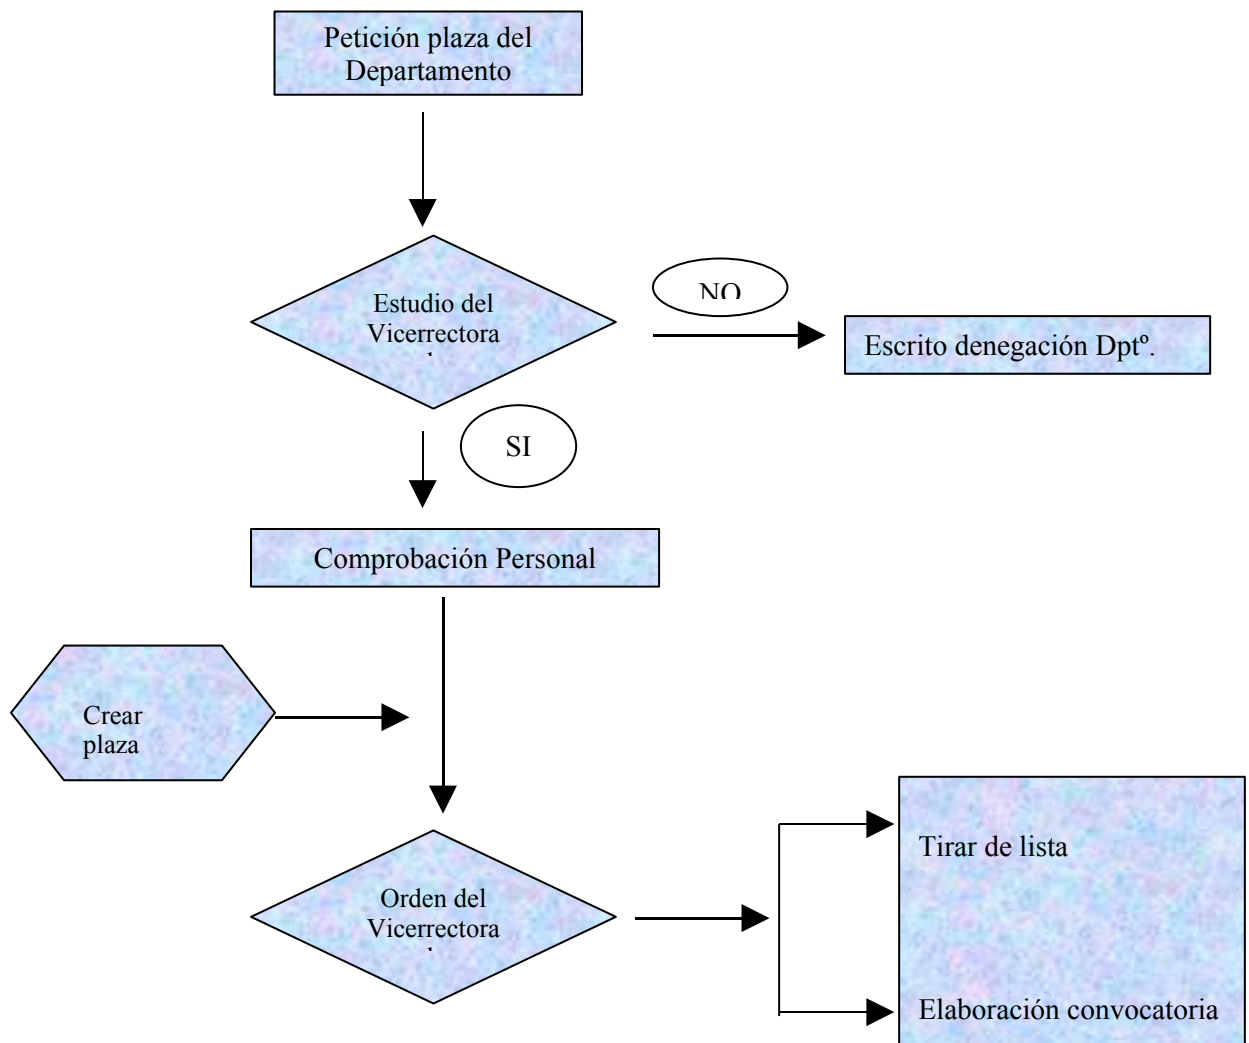 Petición plaza del
Departamento
Estudio del
Vicerrectora
NO
Escrito denegación Dptº.
SI
Comprobación Personal
Crear
plaza
Orden del
Vicerrectora
Tirar de lista
Elaboración convocatoria